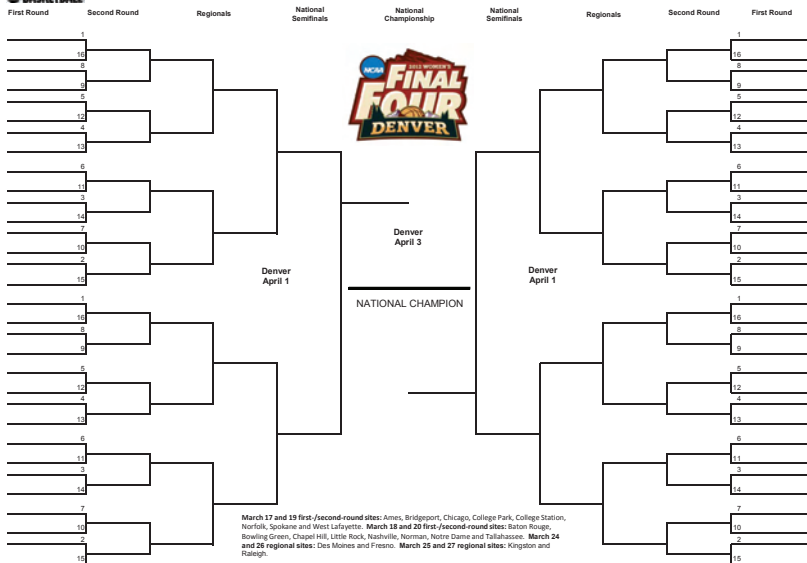 BASKETBALL
First Round
Second Round
Regionals
National
Semifinals
National
Championship
National
Semifinals
Regionals
Second Round
First Round
1
16
8
9
5
12
4
13
6
11
3
14
7
10
2
15
1
16
8
9
5
12
4
13
6
11
3
14
7
10
2
15
NCAA
2012 WOMEN'S
FINAL
FOUR
DENVER
Denver
April 3
Denver
April 1
Denver
April 1
NATIONAL CHAMPION
1
16
8
9
5
12
4
13
6
11
3
14
7
10
2
15
1
16
8
9
5
12
4
13
6
11
3
14
7
10
2
15
March 17 and 19 first-/second-round sites: Ames, Bridgeport, Chicago, College Park, College Station,
Norfolk, Spokane and West Lafayette. March 18 and 20 first-/second-round sites: Baton Rouge,
Bowling Green, Chapel Hill, Little Rock, Nashville, Norman, Notre Dame and Tallahassee. March 24
and 26 regional sites: Des Moines and Fresno. March 25 and 27 regional sites: Kingston and
Raleigh.